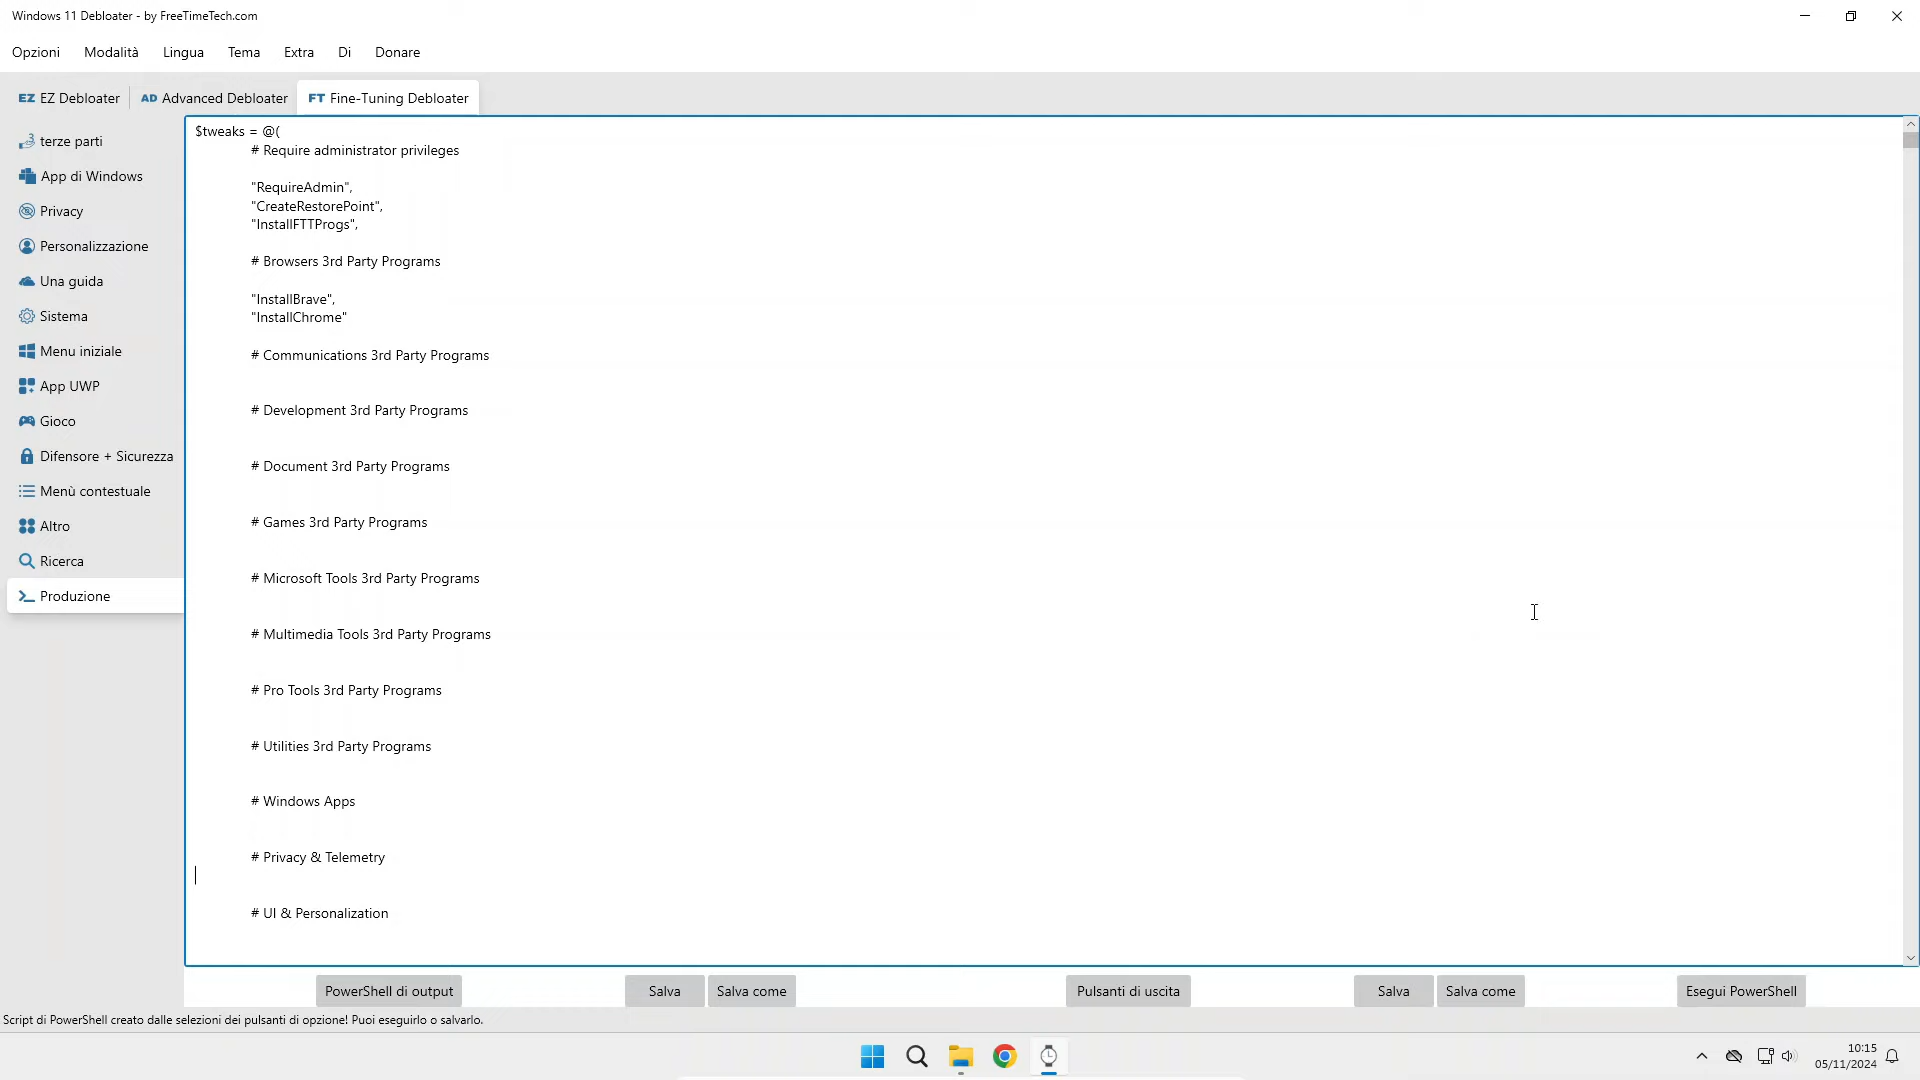 Windows 11 Debloater - by FreeTimeTech.com
Opzioni Modalità Lingua Tema Extra Di Donare
EZ EZ Debloater AD Advanced Debloater FT Fine-Tuning Debloater
terze parti
App di Windows
Privacy
Personalizzazione
Una guida
Sistema
Menu iniziale
App UWP
Gioco
Difensore + Sicurezza
Menù contestuale
Altro
Ricerca
Produzione
$tweaks = @(
# Require administrator privileges
"RequireAdmin",
"CreateRestorePoint",
"InstallFTTProgs",
# Browsers 3rd Party Programs
"InstallBrave",
"InstallChrome"
# Communications 3rd Party Programs
# Development 3rd Party Programs
# Document 3rd Party Programs
# Games 3rd Party Programs
# Microsoft Tools 3rd Party Programs
# Multimedia Tools 3rd Party Programs
# Pro Tools 3rd Party Programs
# Utilities 3rd Party Programs
# Windows Apps
# Privacy & Telemetry
# UI & Personalization
PowerShell di output Salva Salva come Pulsanti di uscita Salva Salva come Esegui PowerShell
Script di PowerShell creato dalle selezioni dei pulsanti di opzione! Puoi eseguirlo o salvarlo.
10:15
05/11/2024